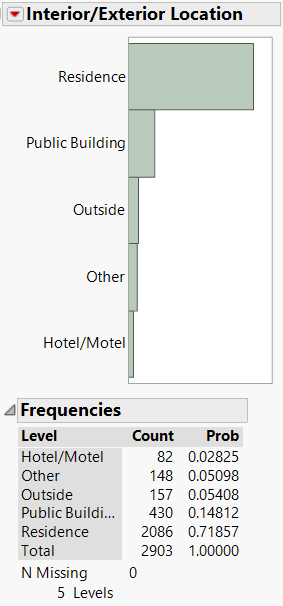 Interior/Exterior Location
Residence
Public Building
Outside
Other
Hotel/Motel
Frequencies
Level Count Prob
Hotel/Motel 82 0.02825
Other 148 0.05098
Outside 157 0.05408
Public Buildi... 430 0.14812
Residence 2086 0.71857
Total 2903 1.00000
N Missing 0
5 Levels